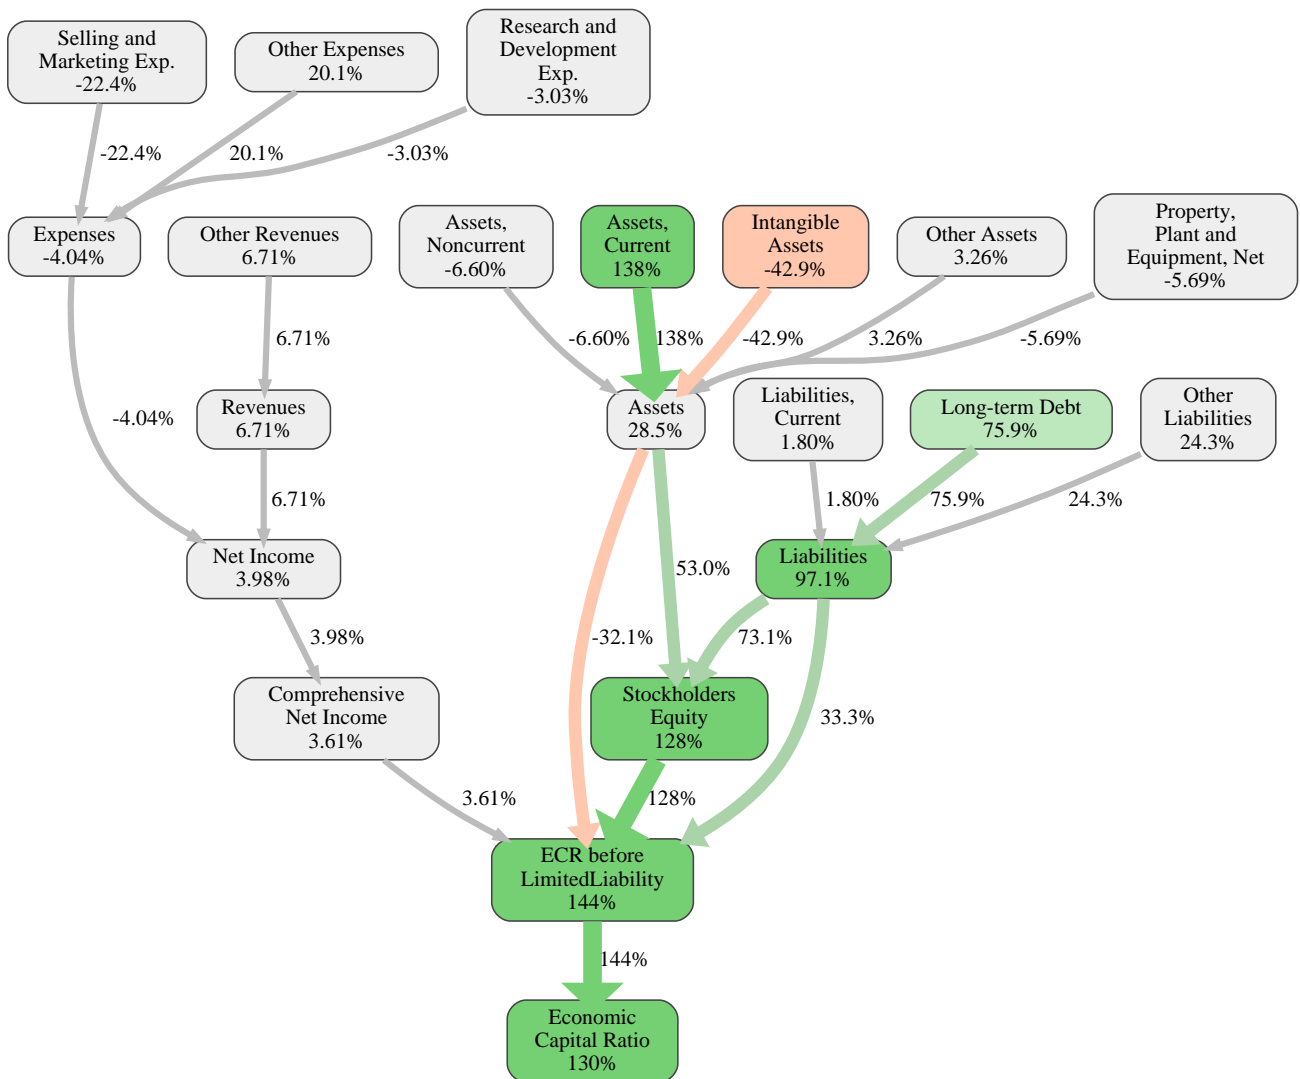 Selling and
Marketing Exp.
-22.4%
Other Expenses
20.1%
Research and
Development
Exp.
-3.03%
-22.4%
20.1%
-3.03%
Expenses
-4.04%
Other Revenues
6.71%
Assets,
Noncurrent
-6.60%
Assets,
Current
138%
Intangible
Assets
-42.9%
Other Assets
3.26%
Property,
Plant and
Equipment, Net
-5.69%
6.71%
-6.60%
138%
-42.9%
3.26%
-5.69%
-4.04%
Revenues
6.71%
Assets
28.5%
Liabilities,
Current
1.80%
Long-term Debt
75.9%
Other
Liabilities
24.3%
6.71%
1.80%
75.9%
24.3%
Net Income
3.98%
53.0%
Liabilities
97.1%
3.98%
-32.1%
73.1%
Comprehensive
Net Income
3.61%
Stockholders
Equity
128%
33.3%
3.61%
128%
ECR before
LimitedLiability
144%
144%
Economic
Capital Ratio
130%